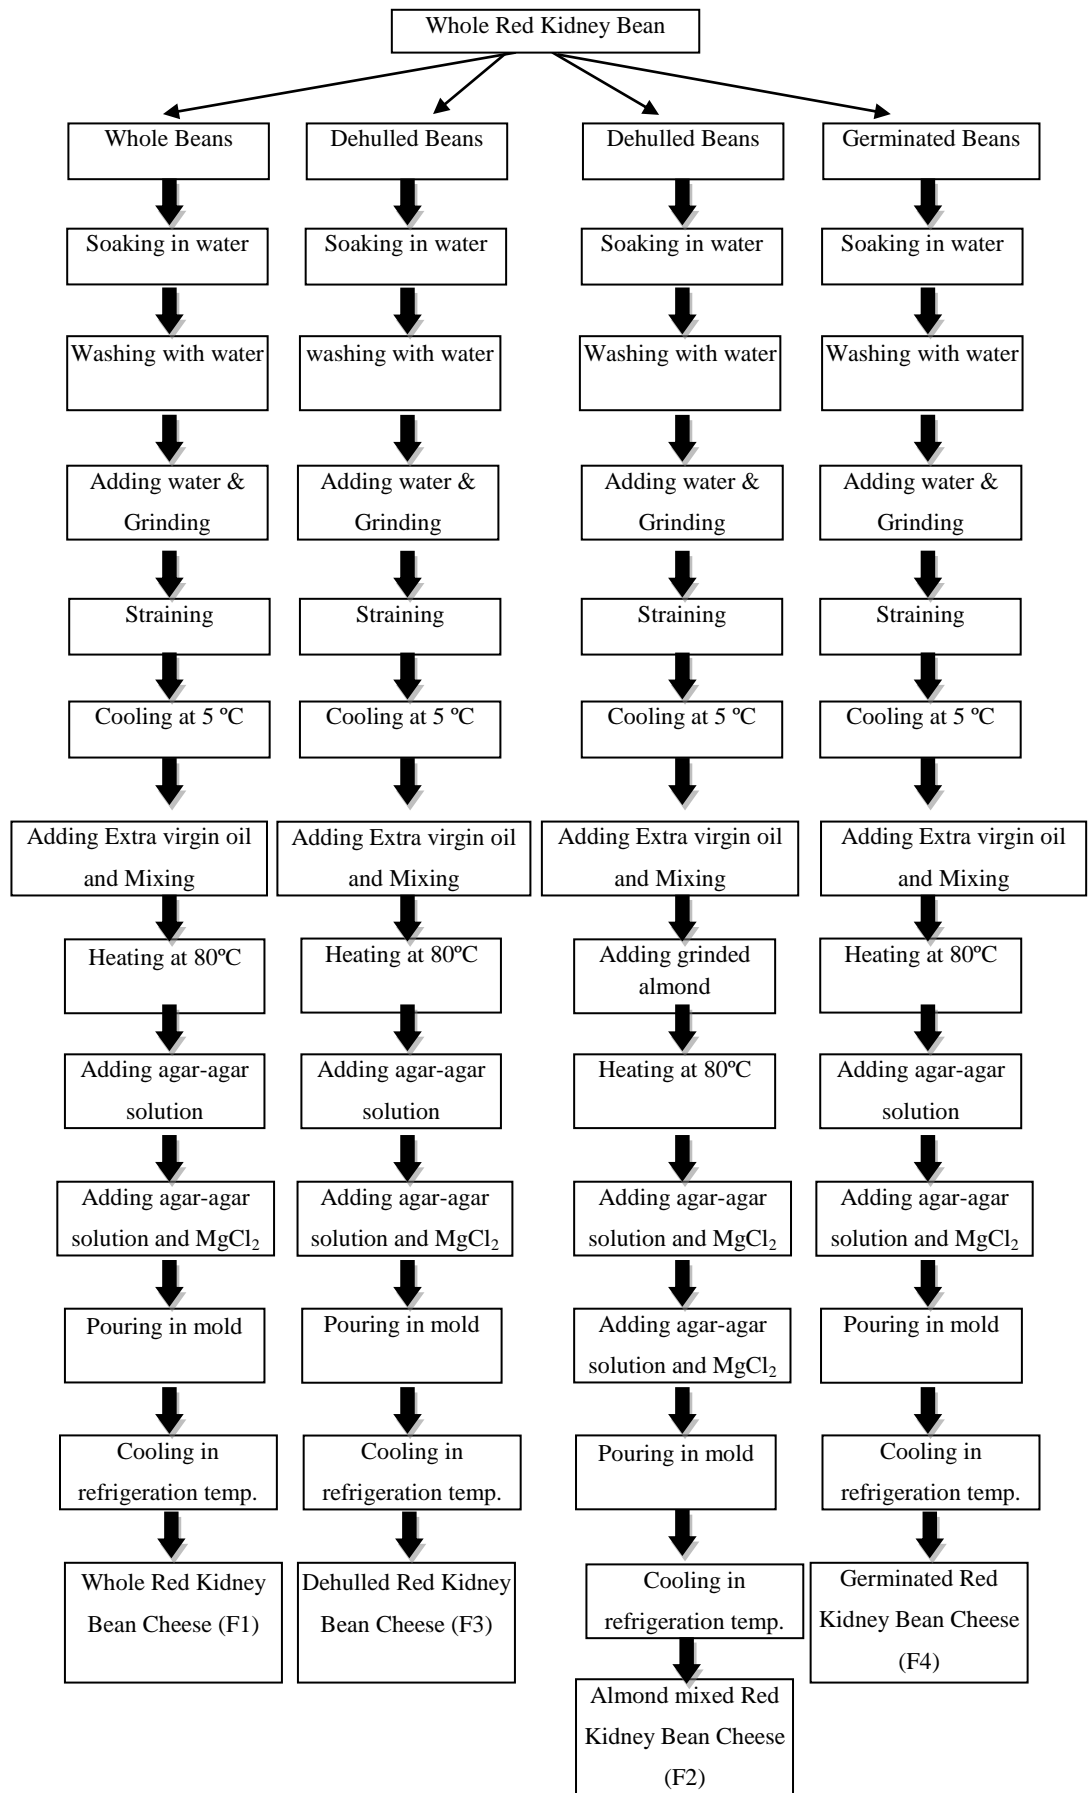 Whole Red Kidney Bean
Whole Beans
Dehulled Beans
Dehulled Beans
Germinated Beans
Soaking in water
Soaking in water
Soaking in water
Soaking in water
Washing with water
washing with water
Washing with water
Washing with water
Adding water &
Grinding
Adding water &
Grinding
Adding water &
Grinding
Adding water &
Grinding
Straining
Straining
Straining
Straining
Cooling at 5 ºC
Cooling at 5 ºC
Cooling at 5 ºC
Cooling at 5 ºC
Adding Extra virgin oil
and Mixing
Adding Extra virgin oil
and Mixing
Adding Extra virgin oil
and Mixing
Adding Extra virgin oil
and Mixing
Heating at 80ºC
Heating at 80ºC
Adding grinded
almond
Heating at 80ºC
Adding agar-agar
solution
Adding agar-agar
solution
Heating at 80ºC
Adding agar-agar
solution
Adding agar-agar
solution and MgCl₂
Adding agar-agar
solution and MgCl₂
Adding agar-agar
solution and MgCl₂
Adding agar-agar
solution and MgCl₂
Pouring in mold
Pouring in mold
Adding agar-agar
solution and MgCl₂
Pouring in mold
Cooling in
refrigeration temp.
Cooling in
refrigeration temp.
Pouring in mold
Cooling in
refrigeration temp.
Whole Red Kidney
Bean Cheese (F1)
Dehulled Red Kidney
Bean Cheese (F3)
Cooling in
refrigeration temp.
Germinated Red
Kidney Bean Cheese
(F4)
Almond mixed Red
Kidney Bean Cheese
(F2)